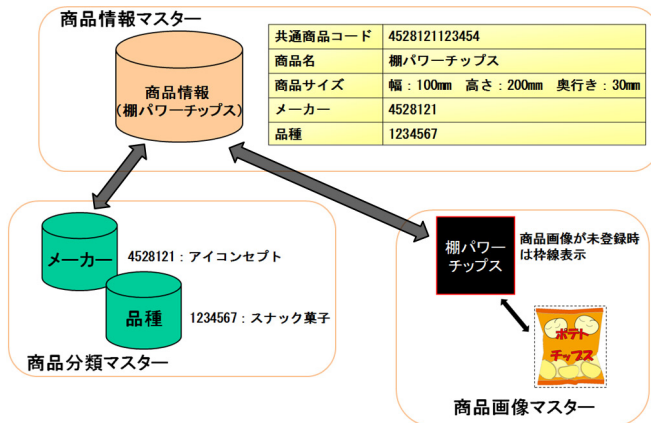 商品情報マスター
商品情報
(棚パワーチップス)
共通商品コード 4528121123454
商品名 棚パワーチップス
商品サイズ 幅：100mm 高さ：200mm 奥行き：30mm
メーカー 4528121
品種 1234567
メーカー
4528121：アイコンセプト
品種
1234567：スナック菓子
商品分類マスター
棚パワー
チップス
商品画像が未登録時
は枠線表示
ポテト
チップス
商品画像マスター